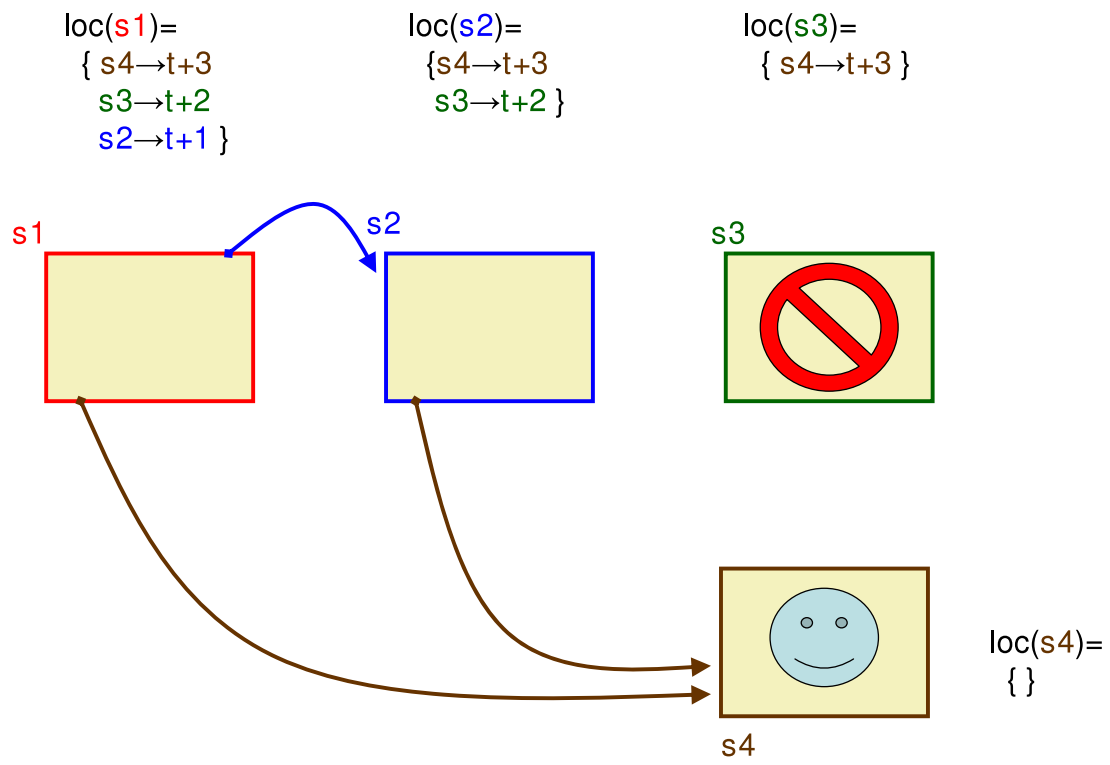 loc(s1)=
{ s4→t+3
s3→t+2
s2→t+1 }
loc(s2)=
{s4→t+3
s3→t+2 }
loc(s3)=
{ s4→t+3 }
s1
s2
s3
loc(s4)=
{ }
s4